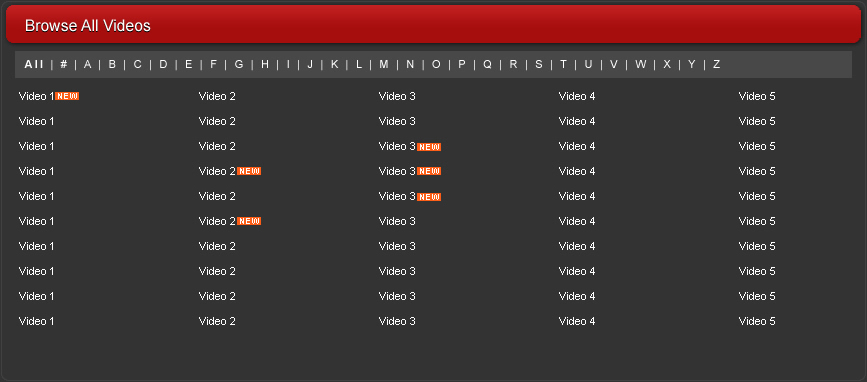 Browse All Videos
All | # | A | B | C | D | E | F | G | H | I | J | K | L | M | N | O | P | Q | R | S | T | U | V | W | X | Y | Z
Video 1 NEW Video 2 Video 3 Video 4 Video 5
Video 1 Video 2 Video 3 Video 4 Video 5
Video 1 Video 2 Video 3 NEW Video 4 Video 5
Video 1 Video 2 NEW Video 3 NEW Video 4 Video 5
Video 1 Video 2 Video 3 NEW Video 4 Video 5
Video 1 Video 2 NEW Video 3 Video 4 Video 5
Video 1 Video 2 Video 3 Video 4 Video 5
Video 1 Video 2 Video 3 Video 4 Video 5
Video 1 Video 2 Video 3 Video 4 Video 5
Video 1 Video 2 Video 3 Video 4 Video 5